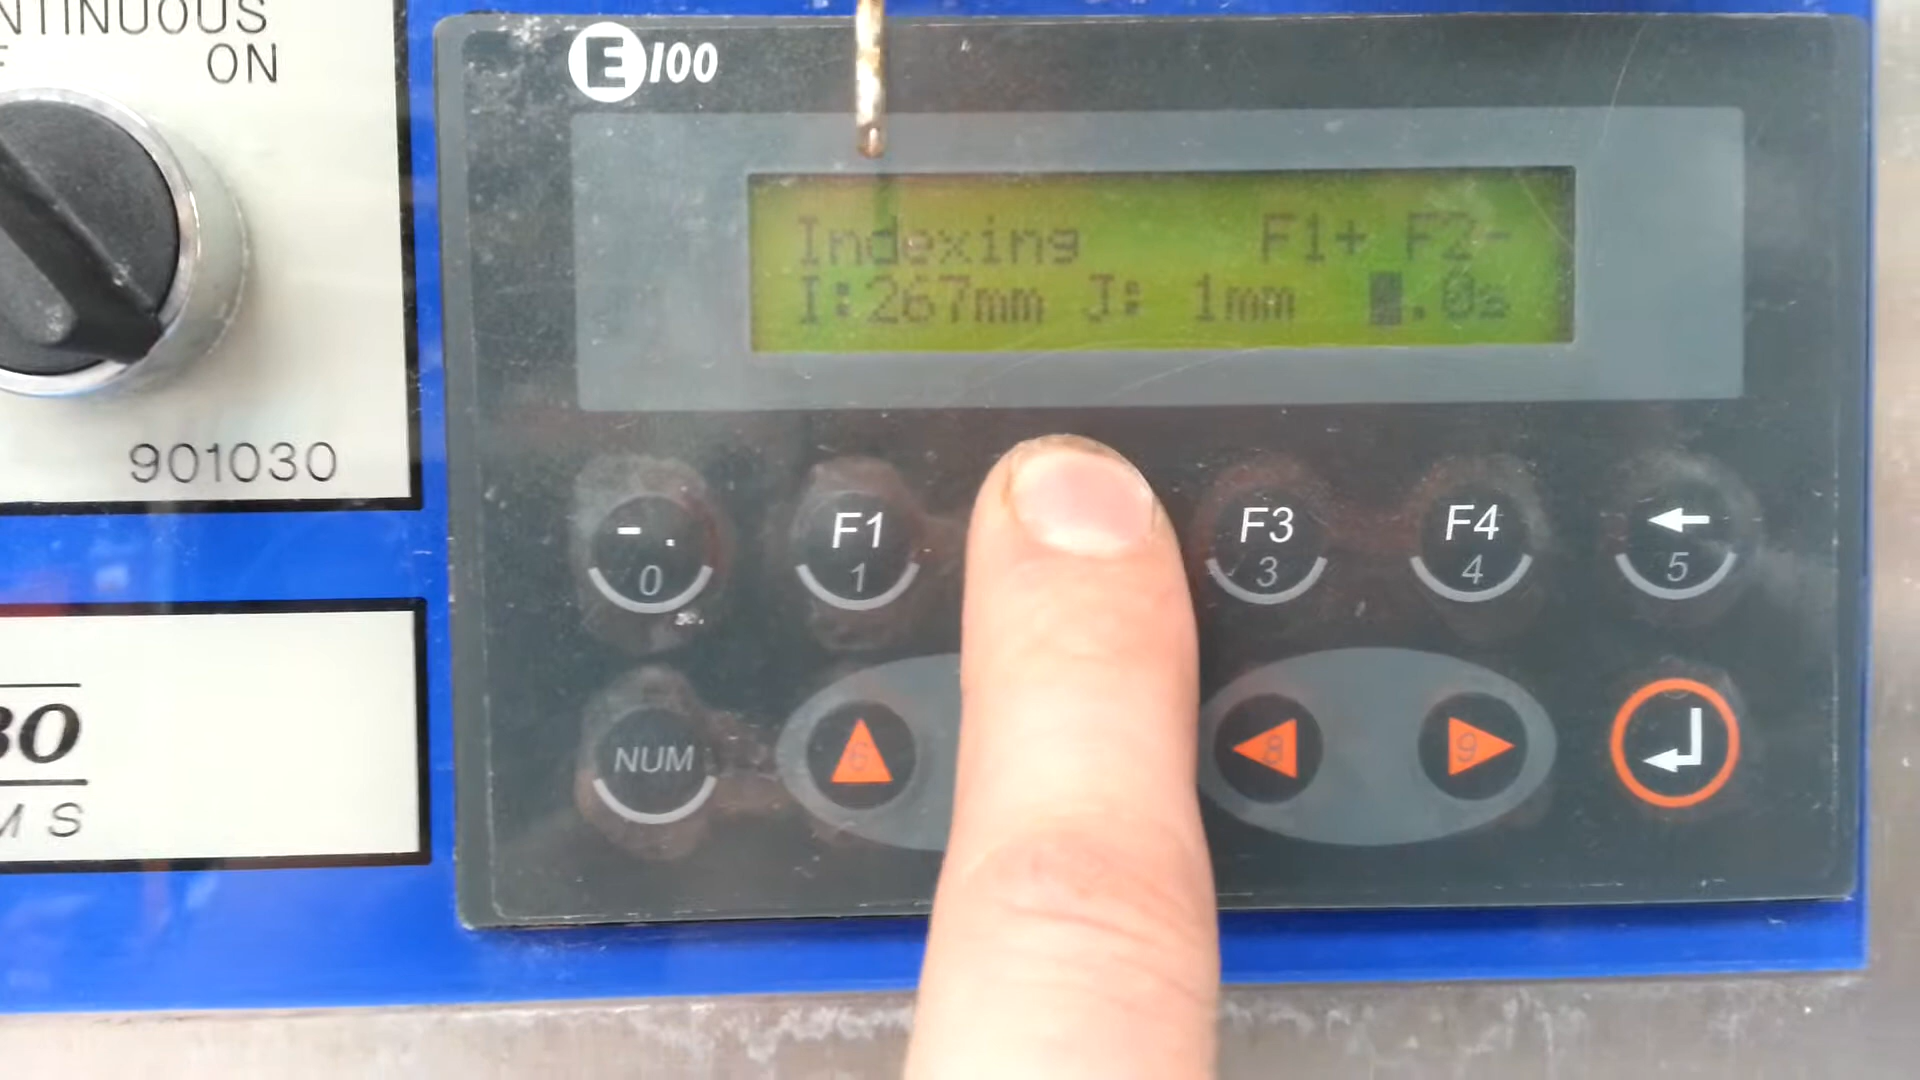 NTINUOUS
ON
901030
30
M S
E100
Indexing F1+ F2-
I:267mm J: 1mm .0s
- .
0
F1
1
F3
3
F4
4
5
NUM
6
8
9